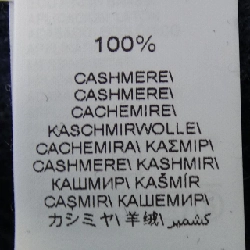 100%
CASHMERE\
CASHMERE\
CACHEMIRE\
KASCHMIRWOLLE\
CACHEMIRA\ ΚΑΣΜΙΡ\
CASHMERE\ KASHMIR\
КАШМИР\ KAŠMÍR
CAŞMIR\ КАШЕМИР\
カシミヤ\ 羊绒\ كشمير